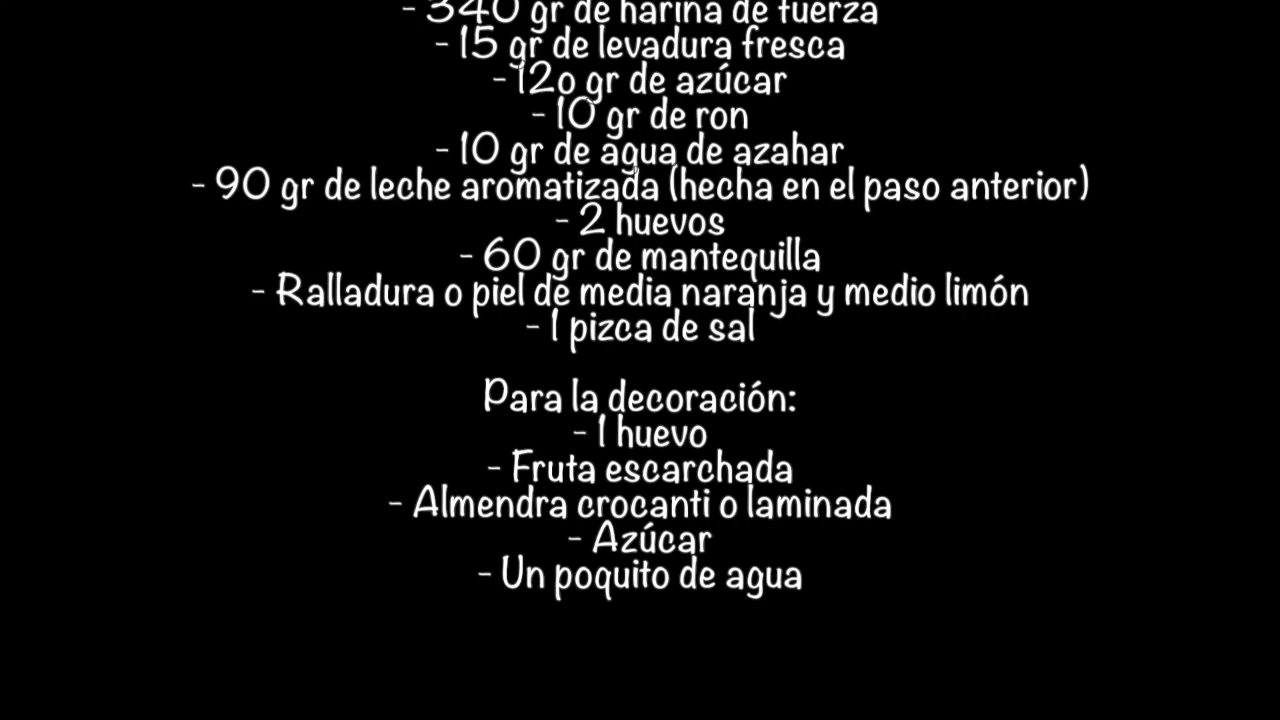 - 340 gr de harina de fuerza
- 15 gr de levadura fresca
- 12o gr de azúcar
- 10 gr de ron
- 10 gr de agua de azahar
- 90 gr de leche aromatizada (hecha en el paso anterior)
- 2 huevos
- 60 gr de mantequilla
- Ralladura o piel de media naranja y medio limón
- 1 pizca de sal
Para la decoración:
- 1 huevo
- Fruta escarchada
- Almendra crocanti o laminada
- Azúcar
- Un poquito de agua